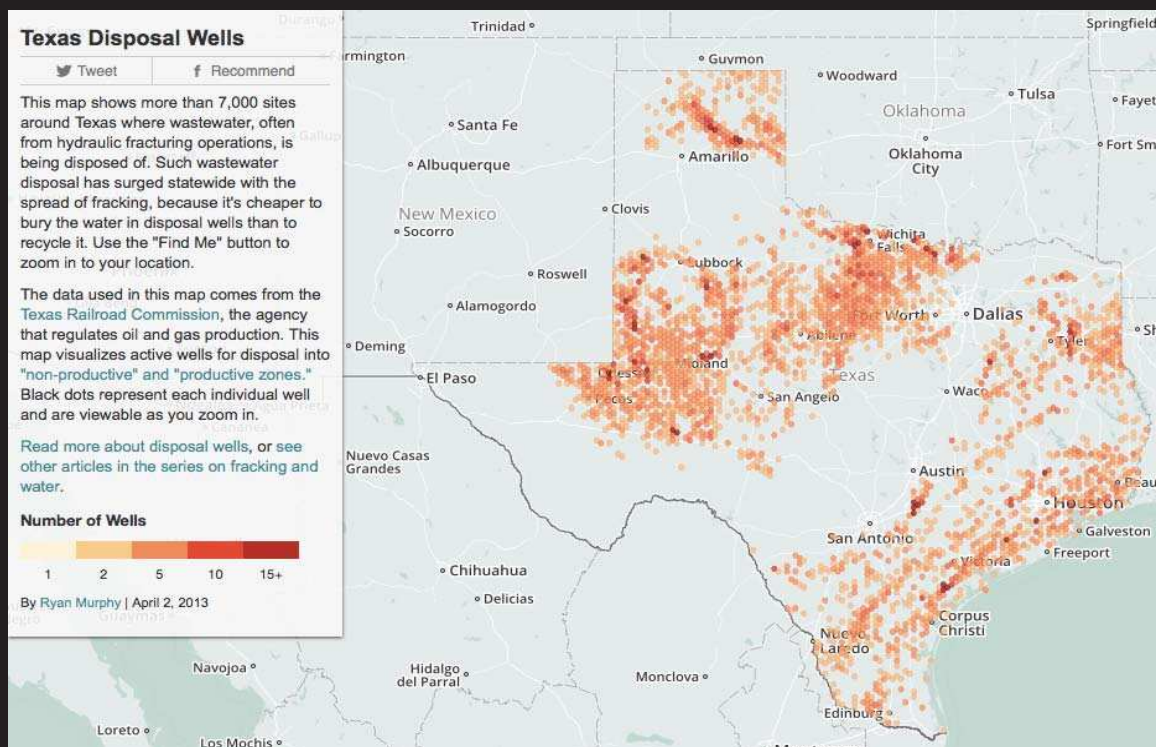 Texas Disposal Wells
Tweet
Recommend
This map shows more than 7,000 sites
around Texas where wastewater, often
from hydraulic fracturing operations, is
being disposed of. Such wastewater
disposal has surged statewide with the
spread of fracking, because it's cheaper to
bury the water in disposal wells than to
recycle it. Use the "Find Me" button to
zoom in to your location.
The data used in this map comes from the
Texas Railroad Commission, the agency
that regulates oil and gas production. This
map visualizes active wells for disposal into
"non-productive" and "productive zones."
Black dots represent each individual well
and are viewable as you zoom in.
Read more about disposal wells, or see
other articles in the series on fracking and
water.
Number of Wells
1 2 5 10 15+
By Ryan Murphy | April 2, 2013
Trinidad
Springfield
Guymon
Woodward
Tulsa
Oklahoma
Santa Fe
Amarillo
Oklahoma
City
Albuquerque
Clovis
New Mexico
Socorro
Wichita
Falls
Lubbock
Roswell
Alamogordo
Fort Worth
Dallas
Abilene
Tyler
Deming
Midland
Odessa
Texas
El Paso
Pecos
San Angelo
Waco
Nuevo Casas
Grandes
Austin
Houston
San Antonio
Galveston
Victoria
Freeport
Chihuahua
Delicias
Corpus
Christi
Nuevo
Laredo
Navojoa
Hidalgo
del Parral
Monclova
Edinburg
Loreto
Los Mochis